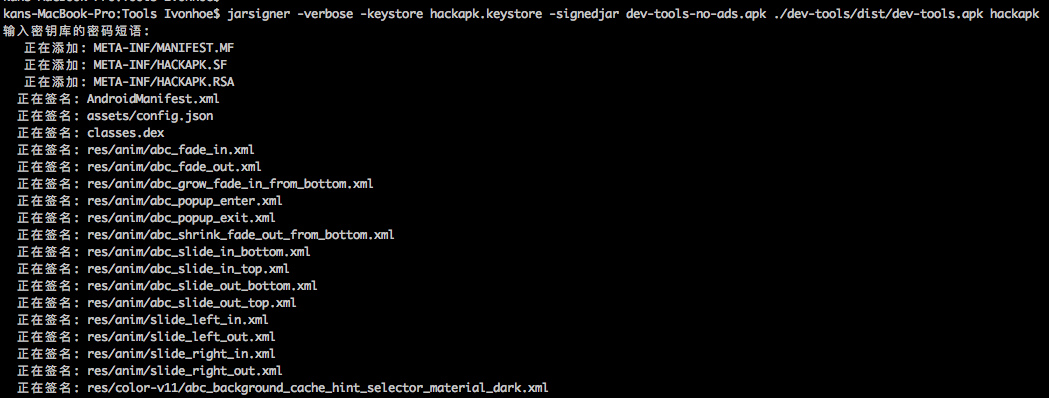 kans-MacBook-Pro:Tools Ivonhoe$
kans-MacBook-Pro:Tools Ivonhoe$ jarsigner -verbose -keystore hackapk.keystore -signedjar dev-tools-no-ads.apk ./dev-tools/dist/dev-tools.apk hackapk
输入密钥库的密码短语:
正在添加: META-INF/MANIFEST.MF
正在添加: META-INF/HACKAPK.SF
正在添加: META-INF/HACKAPK.RSA
正在签名: AndroidManifest.xml
正在签名: assets/config.json
正在签名: classes.dex
正在签名: res/anim/abc_fade_in.xml
正在签名: res/anim/abc_fade_out.xml
正在签名: res/anim/abc_grow_fade_in_from_bottom.xml
正在签名: res/anim/abc_popup_enter.xml
正在签名: res/anim/abc_popup_exit.xml
正在签名: res/anim/abc_shrink_fade_out_from_bottom.xml
正在签名: res/anim/abc_slide_in_bottom.xml
正在签名: res/anim/abc_slide_in_top.xml
正在签名: res/anim/abc_slide_out_bottom.xml
正在签名: res/anim/abc_slide_out_top.xml
正在签名: res/anim/slide_left_in.xml
正在签名: res/anim/slide_left_out.xml
正在签名: res/anim/slide_right_in.xml
正在签名: res/anim/slide_right_out.xml
正在签名: res/color-v11/abc_background_cache_hint_selector_material_dark.xml